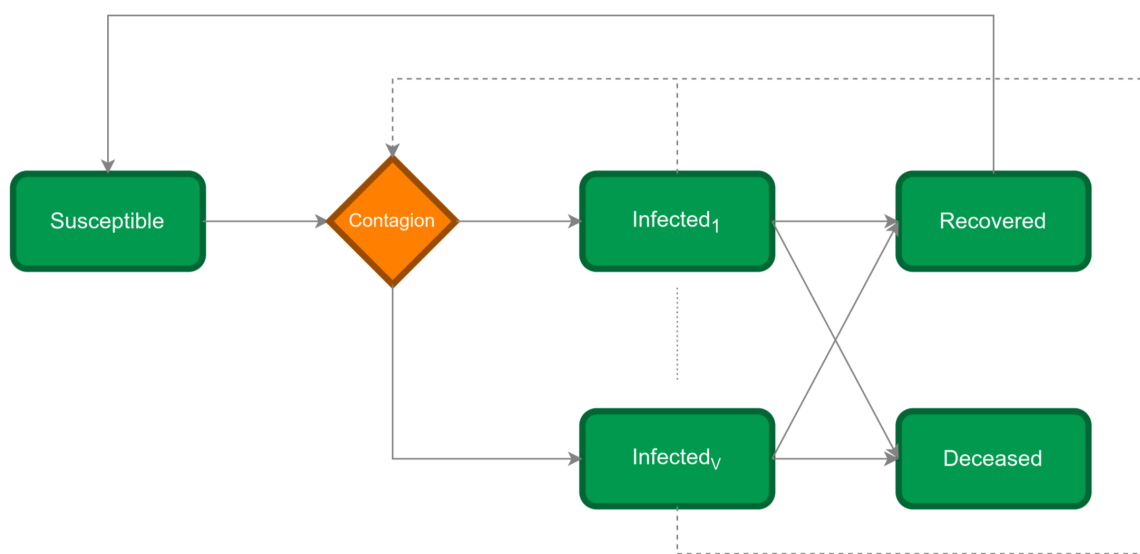 Susceptible
Contagion
Infected₁
Recovered
Infectedᵥ
Deceased